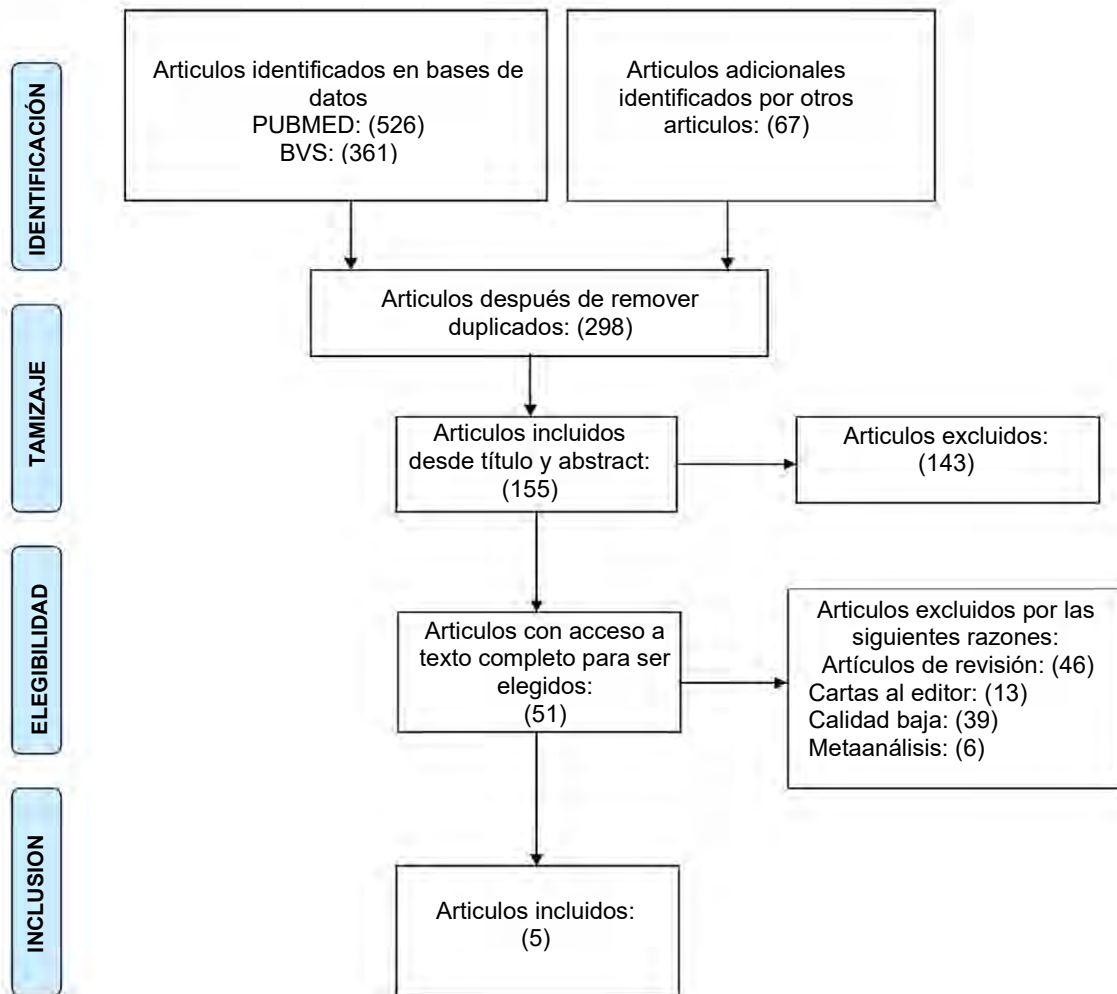 IDENTIFICACIÓN
Articulos identificados en bases de
datos
PUBMED: (526)
BVS: (361)
Articulos adicionales
identificados por otros
articulos: (67)
TAMIZAJE
Articulos después de remover
duplicados: (298)
Articulos incluidos
desde título y abstract:
(155)
Articulos excluidos:
(143)
ELEGIBILIDAD
Articulos con acceso a
texto completo para ser
elegidos:
(51)
Articulos excluidos por las
siguientes razones:
Artículos de revisión: (46)
Cartas al editor: (13)
Calidad baja: (39)
Metaanálisis: (6)
INCLUSION
Articulos incluidos:
(5)